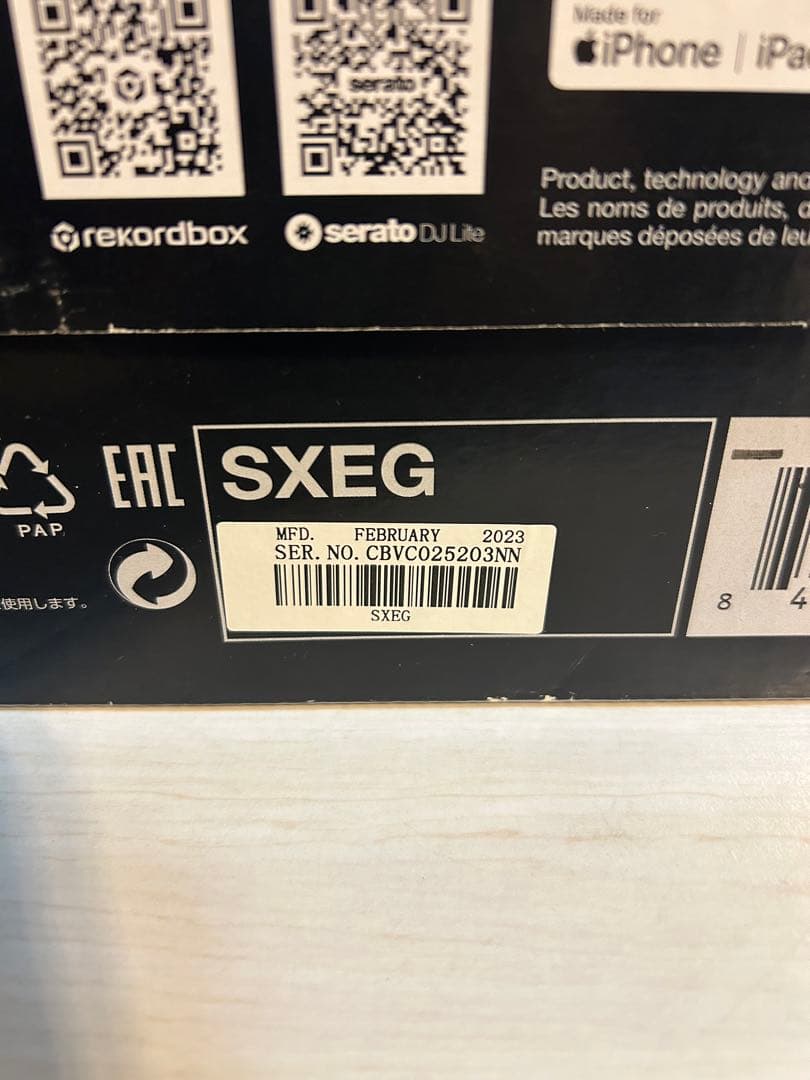 serato
Made for
iPhone | iPa
rekordbox
serato DJ Lite
Product, technology and
Les noms de produits,
marques déposées de leu
PAP
EAC
SXEG
MFD. FEBRUARY 2023
SER. NO. CBVC025203NN
SXEG
使用します。
8 4